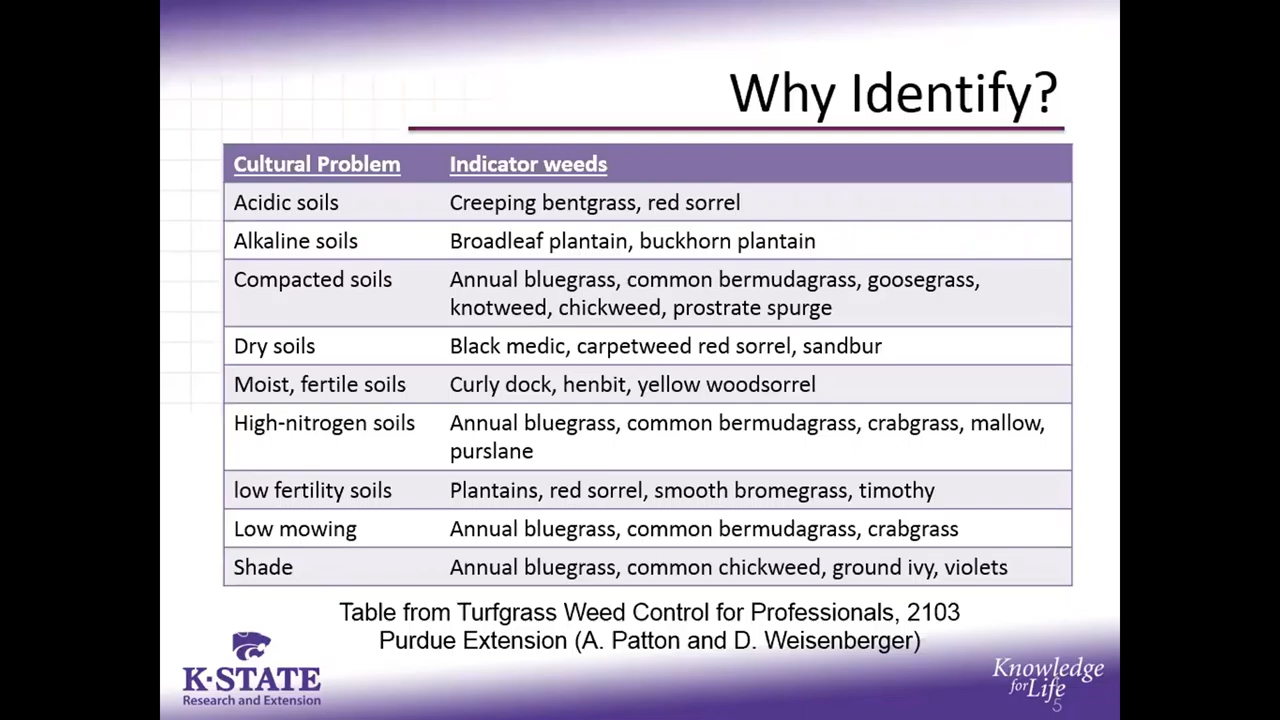 Why Identify?
Cultural Problem Indicator weeds
Acidic soils Creeping bentgrass, red sorrel
Alkaline soils Broadleaf plantain, buckhorn plantain
Compacted soils Annual bluegrass, common bermudagrass, goosegrass,
knotweed, chickweed, prostrate spurge
Dry soils Black medic, carpetweed red sorrel, sandbur
Moist, fertile soils Curly dock, henbit, yellow woodsorrel
High-nitrogen soils Annual bluegrass, common bermudagrass, crabgrass, mallow,
purslane
low fertility soils Plantains, red sorrel, smooth bromegrass, timothy
Low mowing Annual bluegrass, common bermudagrass, crabgrass
Shade Annual bluegrass, common chickweed, ground ivy, violets
Table from Turfgrass Weed Control for Professionals, 2103
Purdue Extension (A. Patton and D. Weisenberger)
K-STATE
Research and Extension
Knowledge
for Life
5